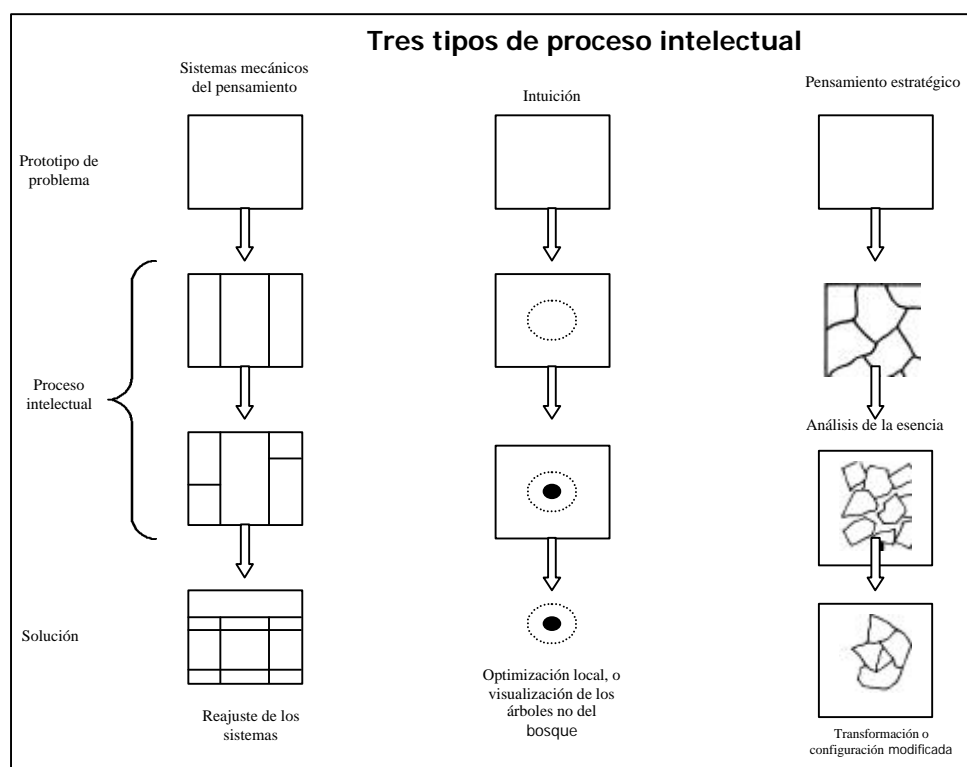 Tres tipos de proceso intelectual
Sistemas mecánicos
del pensamiento
Intuición
Pensamiento estratégico
Prototipo de
problema
Proceso
intelectual
Análisis de la esencia
Solución
Reajuste de los
sistemas
Optimización local, o
visualización de los
árboles no del
bosque
Transformación o
configuración modificada